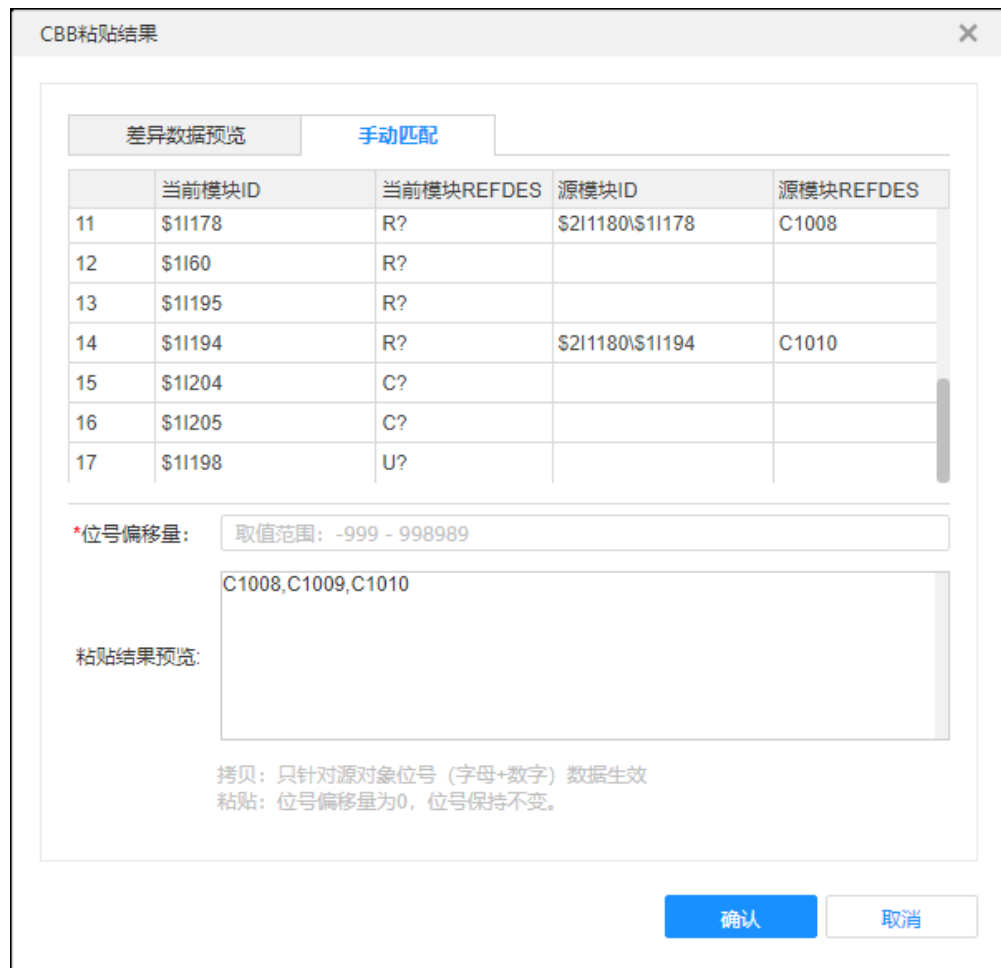 CBB粘贴结果
差异数据预览 手动匹配
当前模块ID 当前模块REFDES 源模块ID 源模块REFDES
11 $1I178 R? $2I1180\$1I178 C1008
12 $1I60 R?
13 $1I195 R?
14 $1I194 R? $2I1180\$1I194 C1010
15 $1I204 C?
16 $1I205 C?
17 $1I198 U?
*位号偏移量: 取值范围: -999 - 998989
C1008,C1009,C1010
粘贴结果预览:
拷贝：只针对源对象位号（字母+数字）数据生效
粘贴：位号偏移量为0，位号保持不变。
确认 取消